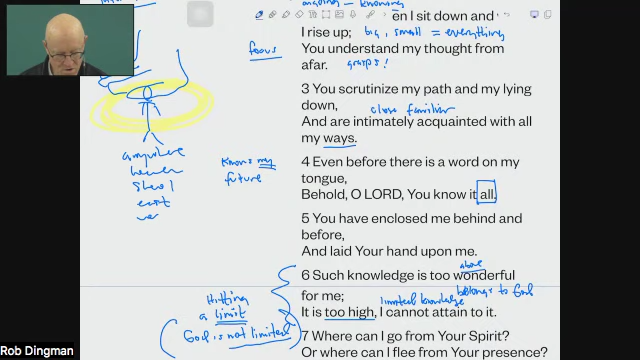 ongoing - knowing
en I sit down and
I rise up; big, small = everything
focus
You understand my thought from
afar. grasps!
3 You scrutinize my path and my lying
down, close familiar
And are intimately acquainted with all
my ways.
anywhere
heaven
Sheol
east
knows my
future
4 Even before there is a word on my
tongue,
Behold, O LORD, You know it all.
5 You have enclosed me behind and
before,
And laid Your hand upon me.
above
6 Such knowledge is too wonderful
for me; belongs to God
limited knowledge
It is too high, I cannot attain to it.
Hitting
a limit
God is not limited
7 Where can I go from Your Spirit?
Or where can I flee from Your presence?
Rob Dingman